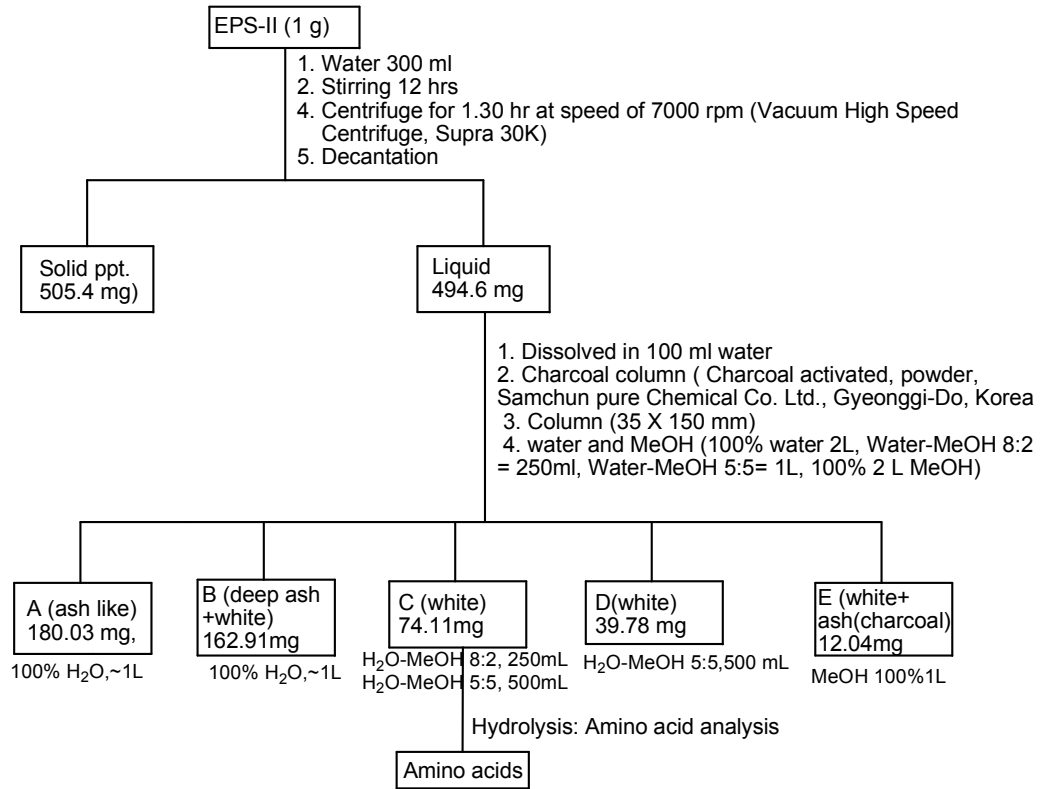 EPS-II (1 g)
1. Water 300 ml
2. Stirring 12 hrs
4. Centrifuge for 1.30 hr at speed of 7000 rpm (Vacuum High Speed
Centrifuge, Supra 30K)
5. Decantation
Solid ppt.
505.4 mg)
Liquid
494.6 mg
1. Dissolved in 100 ml water
2. Charcoal column ( Charcoal activated, powder,
Samchun pure Chemical Co. Ltd., Gyeonggi-Do, Korea
3. Column (35 X 150 mm)
4. water and MeOH (100% water 2L, Water-MeOH 8:2
= 250ml, Water-MeOH 5:5= 1L, 100% 2 L MeOH)
A (ash like)
180.03 mg,
100% H₂O,~1L
B (deep ash
+white)
162.91mg
100% H₂O,~1L
C (white)
74.11mg
H₂O-MeOH 8:2, 250mL
H₂O-MeOH 5:5, 500mL
D(white)
39.78 mg
H₂O-MeOH 5:5,500 mL
E (white+
ash(charcoal)
12.04mg
MeOH 100%1L
Hydrolysis: Amino acid analysis
Amino acids